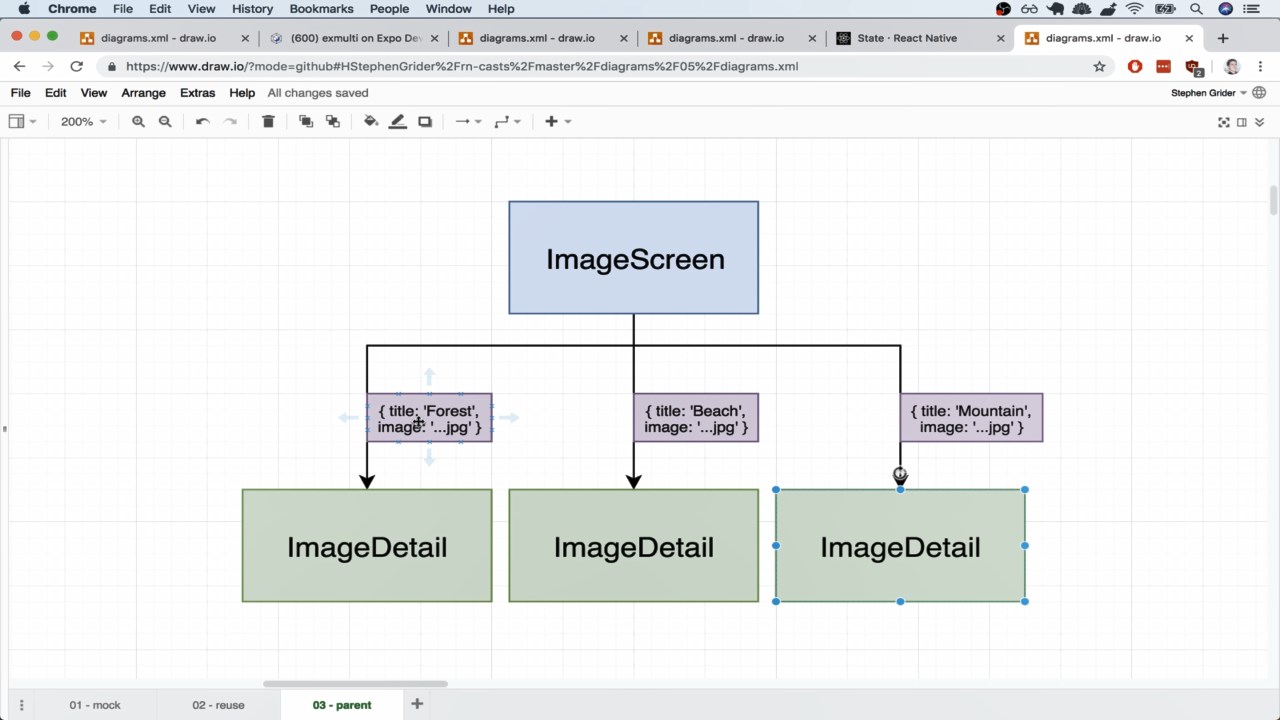 Chrome File Edit View History Bookmarks People Window Help
diagrams.xml - draw.io
(600) exmulti on Expo De
diagrams.xml - draw.io
diagrams.xml - draw.io
State · React Native
diagrams.xml - draw.io
https://www.draw.io/?mode=github#HStephenGrider%2Frn-casts%2Fmaster%2Fdiagrams%2F05%2Fdiagrams.xml
2
File Edit View Arrange Extras Help All changes saved
Stephen Grider
200%
ImageScreen
{ title: 'Forest',
image: '...jpg' }
{ title: 'Beach',
image: '...jpg' }
{ title: 'Mountain',
image: '...jpg' }
ImageDetail
ImageDetail
ImageDetail
01 - mock
02 - reuse
03 - parent